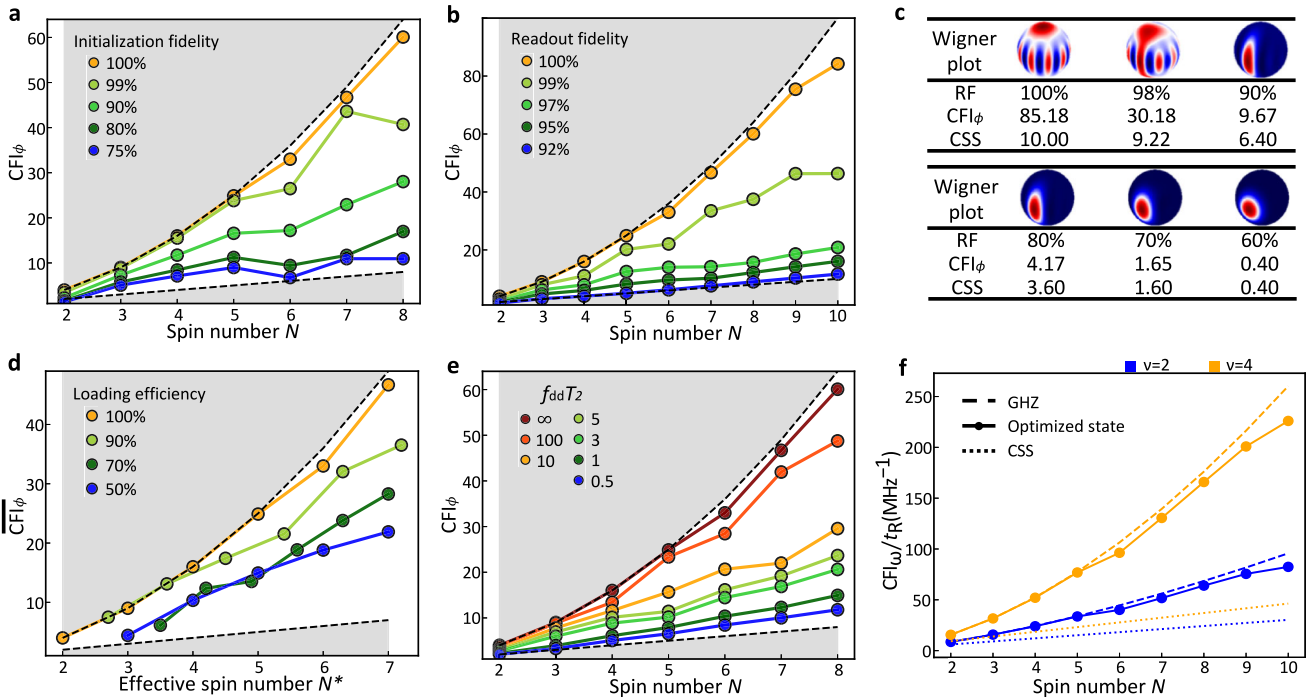 a
CFIϕ
60
50
40
30
20
10
Initialization fidelity
100%
99%
90%
80%
75%
2 3 4 5 6 7 8
Spin number N
b
CFIϕ
80
60
40
20
Readout fidelity
100%
99%
97%
95%
92%
2 3 4 5 6 7 8 9 10
Spin number N
c
Wigner
plot
RF 100% 98% 90%
CFIϕ 85.18 30.18 9.67
CSS 10.00 9.22 6.40
Wigner
plot
RF 80% 70% 60%
CFIϕ 4.17 1.65 0.40
CSS 3.60 1.60 0.40
d
CFIϕ
40
30
20
10
Loading efficiency
100%
90%
70%
50%
2 3 4 5 6 7
Effective spin number N*
e
CFIϕ
60
50
40
30
20
10
fddT2
∞ 5
100 3
10 1
0.5
2 3 4 5 6 7 8
Spin number N
f
ν=2 ν=4
CFIω/tR(MHz⁻¹)
250
200
150
100
50
0
GHZ
Optimized state
CSS
2 3 4 5 6 7 8 9 10
Spin number N